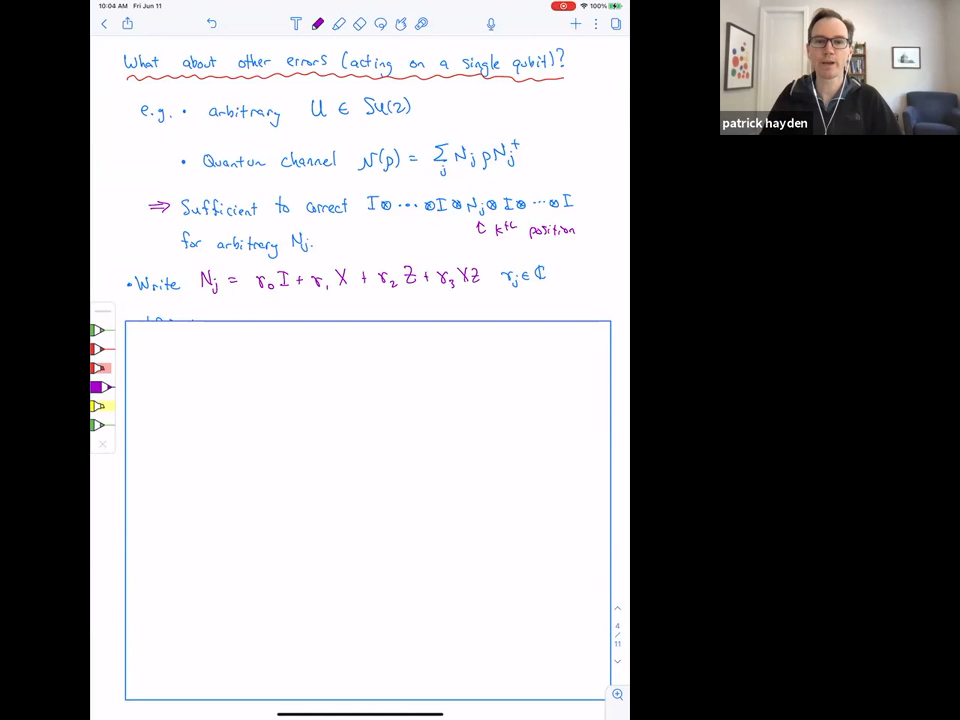 10:04 AM Fri Jun 11
100%
What about other errors (acting on a single qubit)?
e.g. • arbitrary U ∈ SU(2)
• Quantum channel N(ρ) = Σ_j N_j ρ N_j^†
⇒ Sufficient to correct I⊗···⊗I⊗N_j⊗I⊗···⊗I
↑ kth position
for arbitrary N_j.
• Write N_j = r_0 I + r_1 X + r_2 Z + r_3 XZ r_j ∈ ℂ
4
/
11
patrick hayden